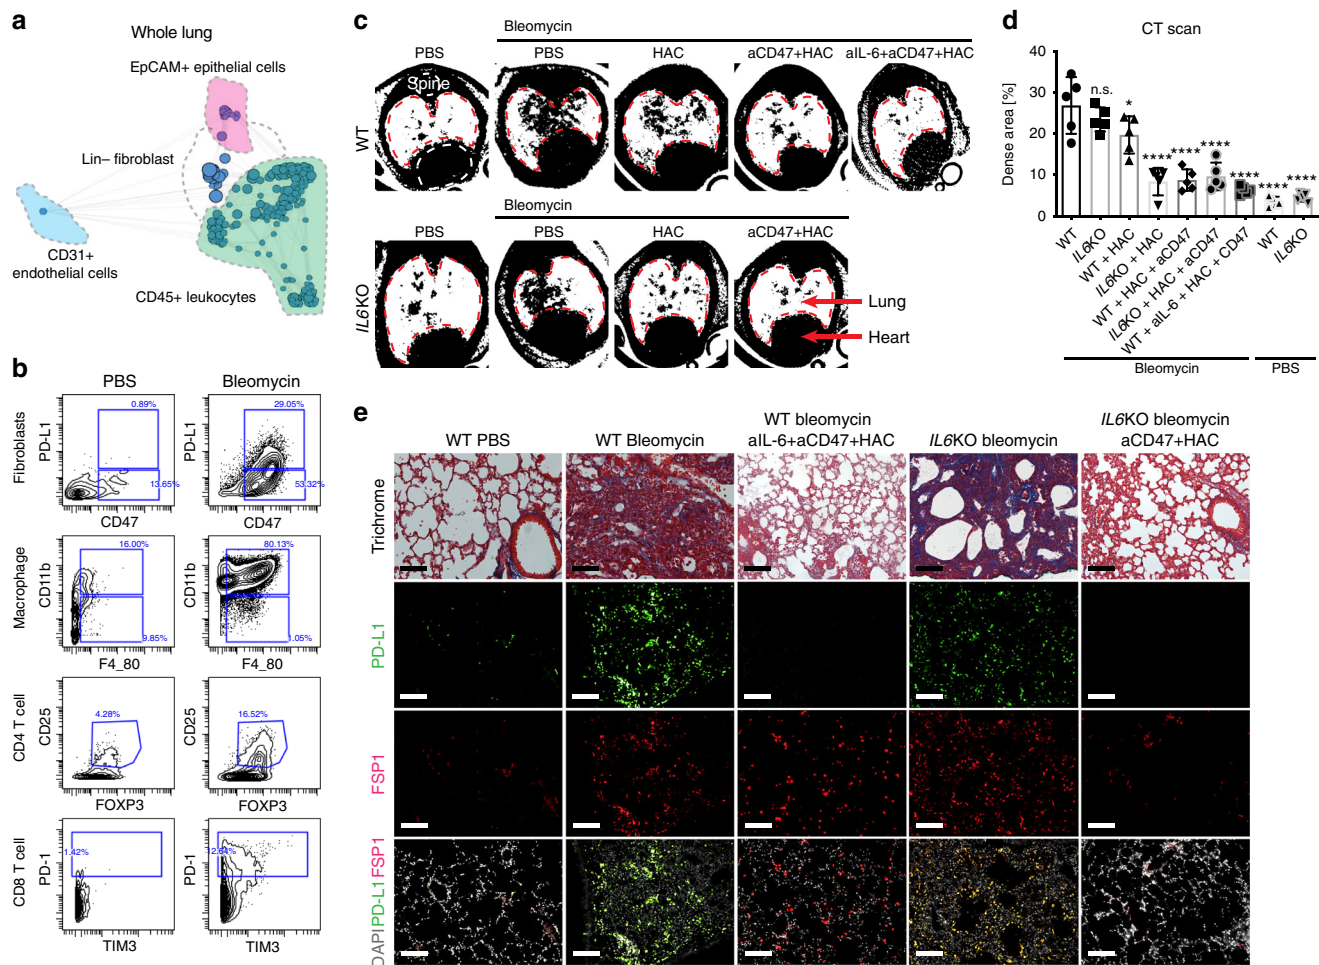 a
Whole lung
EpCAM+ epithelial cells
Lin– fibroblast
CD31+
endothelial cells
CD45+ leukocytes
b
PBS
Bleomycin
Fibroblasts
PD-L1
0.89%
13.65%
CD47
PD-L1
29.05%
53.32%
CD47
Macrophage
CD11b
16.00%
9.85%
F4_80
CD11b
80.13%
1.05%
F4_80
CD4 T cell
CD25
4.28%
FOXP3
CD25
16.52%
FOXP3
CD8 T cell
PD-1
1.42%
TIM3
PD-1
12.64%
TIM3
c
Bleomycin
PBS
PBS
HAC
aCD47+HAC
aIL-6+aCD47+HAC
WT
Spine
Bleomycin
PBS
PBS
HAC
aCD47+HAC
IL6KO
Lung
Heart
d
CT scan
Dense area [%]
40
30
20
10
0
n.s.
*
****
****
****
****
****
****
WT
IL6KO
WT + HAC
IL6KO + HAC
WT + HAC + aCD47
IL6KO + HAC + aCD47
WT + aIL-6 + HAC + CD47
WT
IL6KO
Bleomycin
PBS
e
WT PBS
WT Bleomycin
WT bleomycin
aIL-6+aCD47+HAC
IL6KO bleomycin
IL6KO bleomycin
aCD47+HAC
Trichrome
PD-L1
FSP1
DAPI PD-L1 FSP1